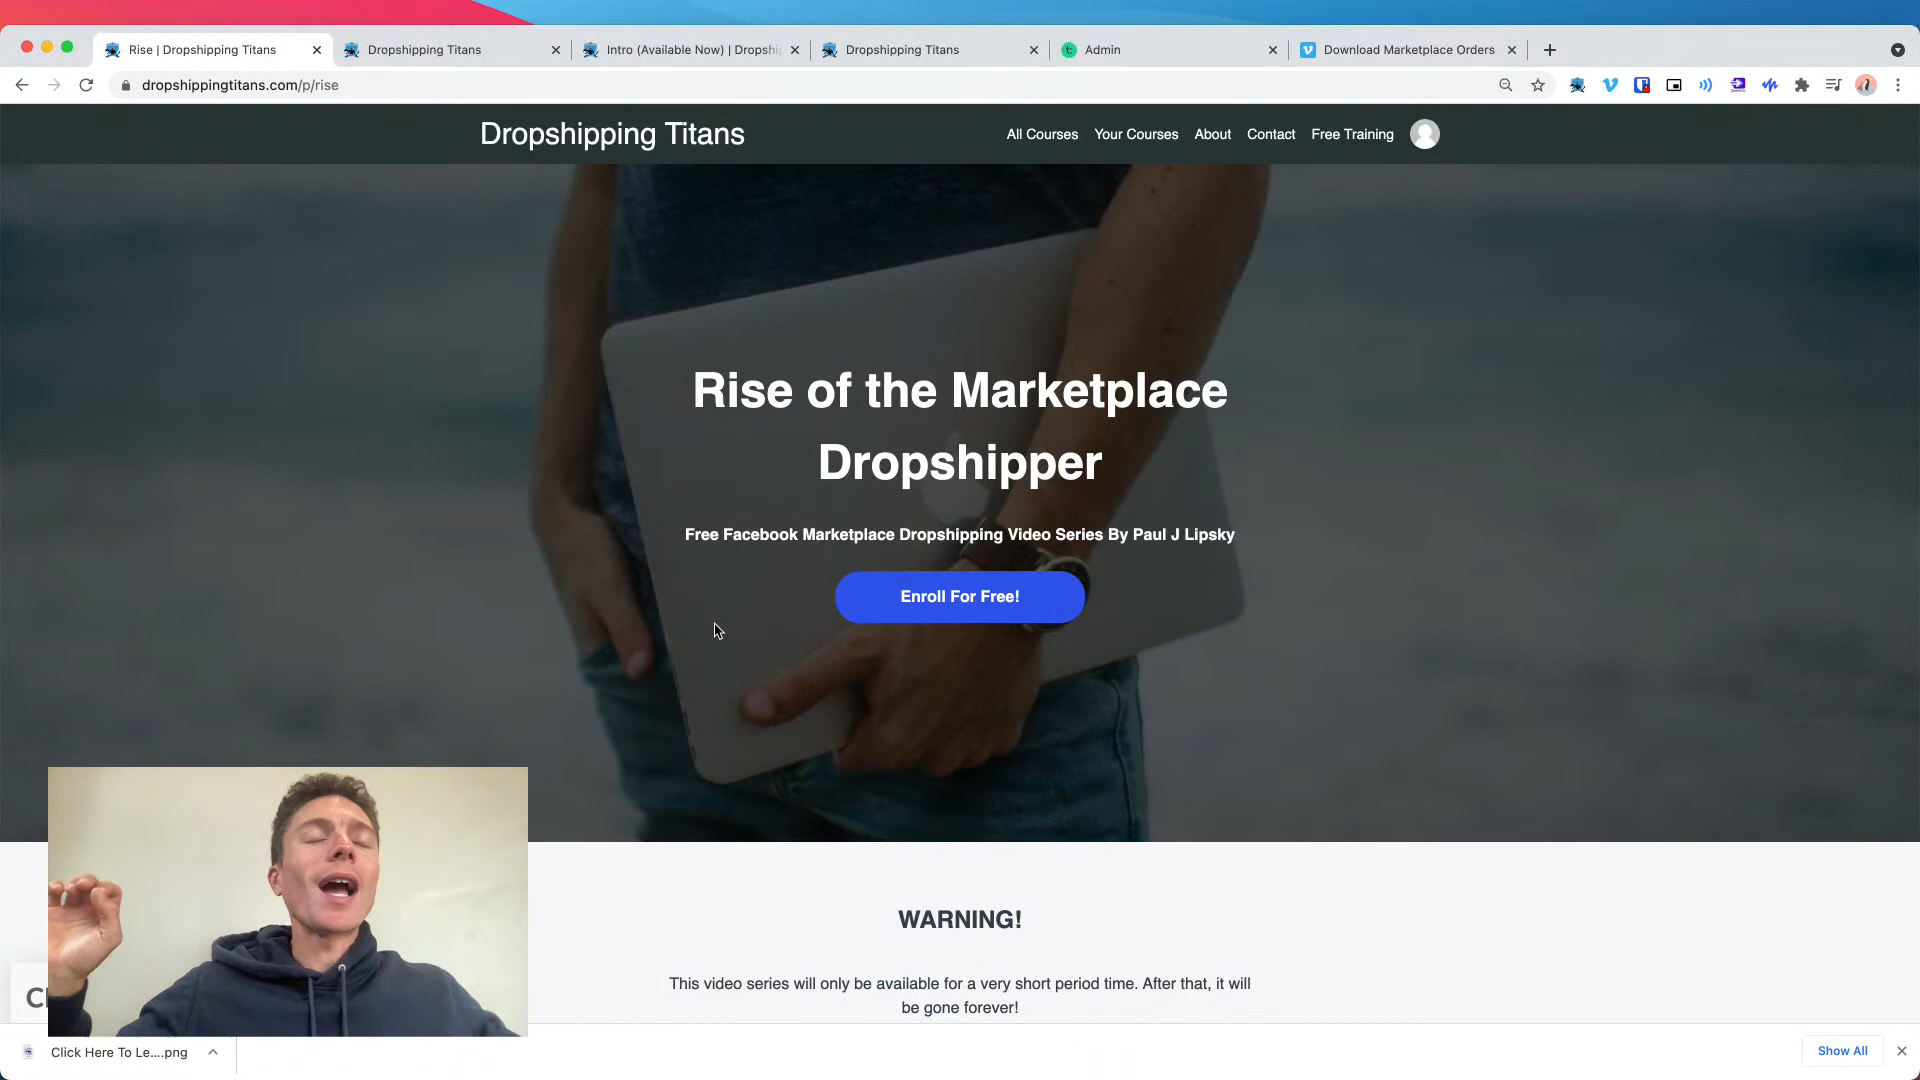 Rise | Dropshipping Titans
Dropshipping Titans
Intro (Available Now) | Dropshi
Dropshipping Titans
Admin
Download Marketplace Orders
dropshippingtitans.com/p/rise
Dropshipping Titans
All Courses
Your Courses
About
Contact
Free Training
Rise of the Marketplace
Dropshipper
Free Facebook Marketplace Dropshipping Video Series By Paul J Lipsky
Enroll For Free!
WARNING!
This video series will only be available for a very short period time. After that, it will
be gone forever!
Click Here To Le....png
Show All